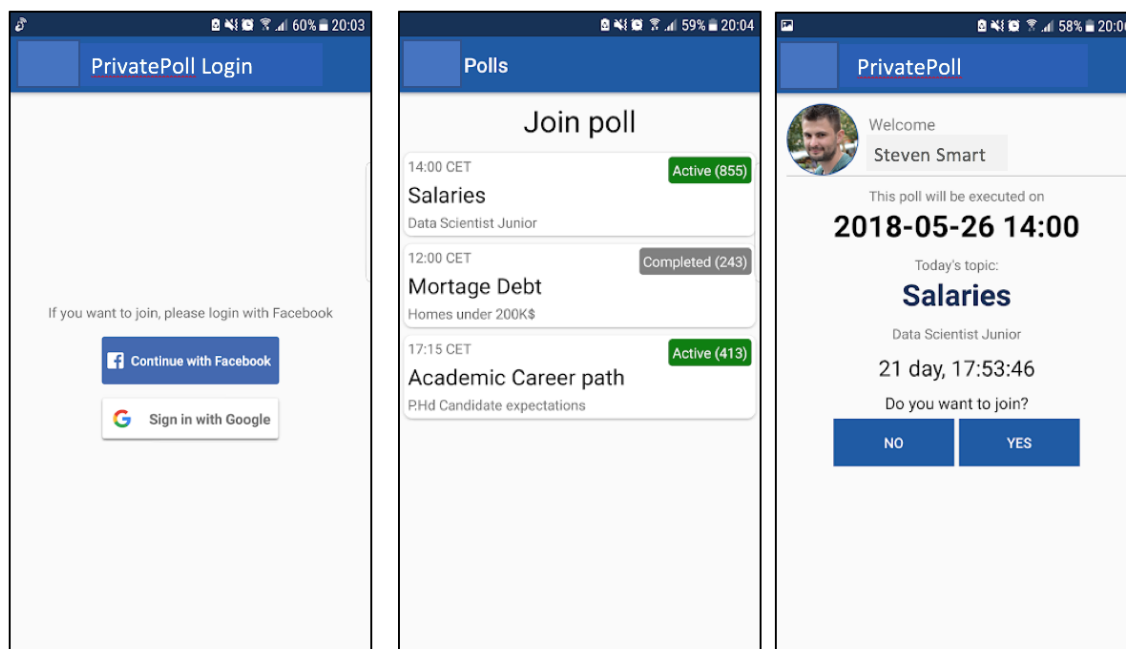 60% 20:03
PrivatePoll Login
If you want to join, please login with Facebook
Continue with Facebook
G Sign in with Google
59% 20:04
Polls
Join poll
14:00 CET
Active (855)
Salaries
Data Scientist Junior
12:00 CET
Completed (243)
Mortage Debt
Homes under 200K$
17:15 CET
Active (413)
Academic Career path
P.Hd Candidate expectations
58% 20:06
PrivatePoll
Welcome
Steven Smart
This poll will be executed on
2018-05-26 14:00
Today's topic:
Salaries
Data Scientist Junior
21 day, 17:53:46
Do you want to join?
NO YES